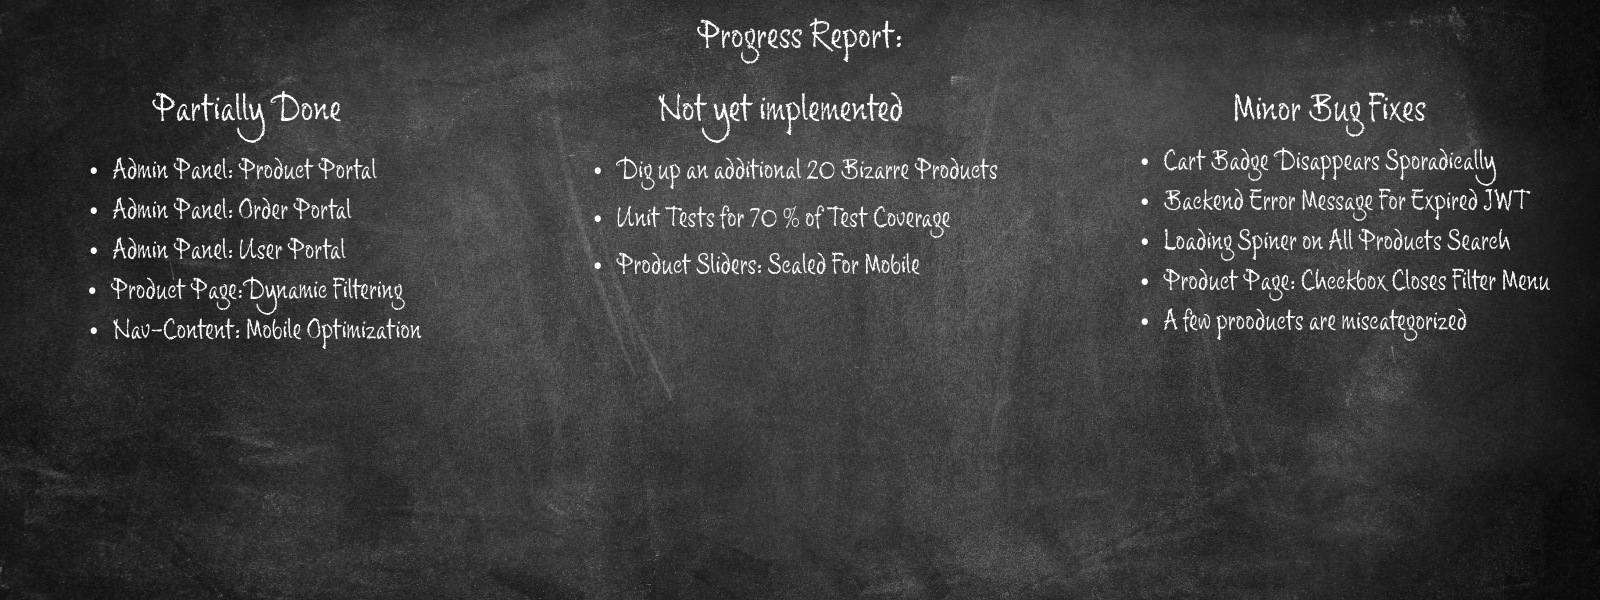 Progress Report:
Partially Done
• Admin Panel: Product Portal
• Admin Panel: Order Portal
• Admin Panel: User Portal
• Product Page:Dynamic Filtering
• Nav-Content: Mobile Optimization
Not yet implemented
• Dig up an additional 20 Bizarre Products
• Unit Tests for 70 % of Test Coverage
• Product Sliders: Scaled For Mobile
Minor Bug Fixes
• Cart Badge Disappears Sporadically
• Backend Error Message For Expired JWT
• Loading Spiner on All Products Search
• Product Page: Checkbox Closes Filter Menu
• A few prooducts are miscategorized